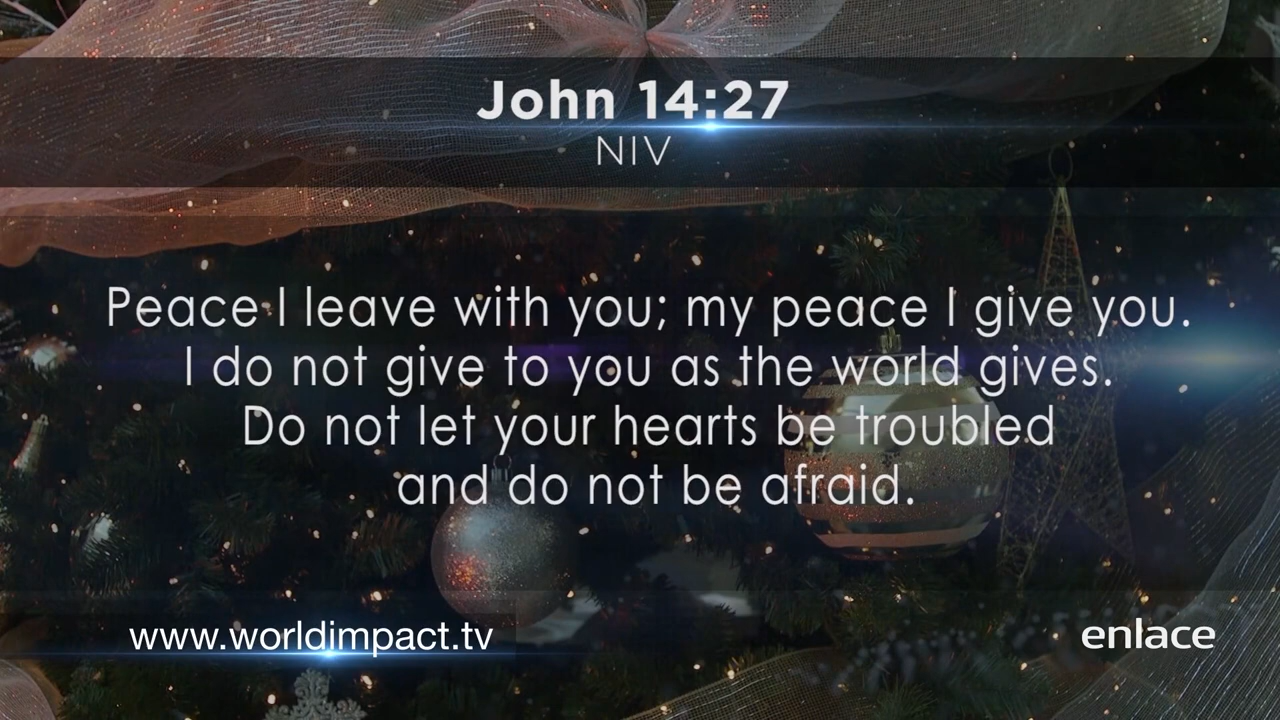 John 14:27
NIV
Peace I leave with you; my peace I give you.
I do not give to you as the world gives.
Do not let your hearts be troubled
and do not be afraid.
www.worldimpact.tv
enlace